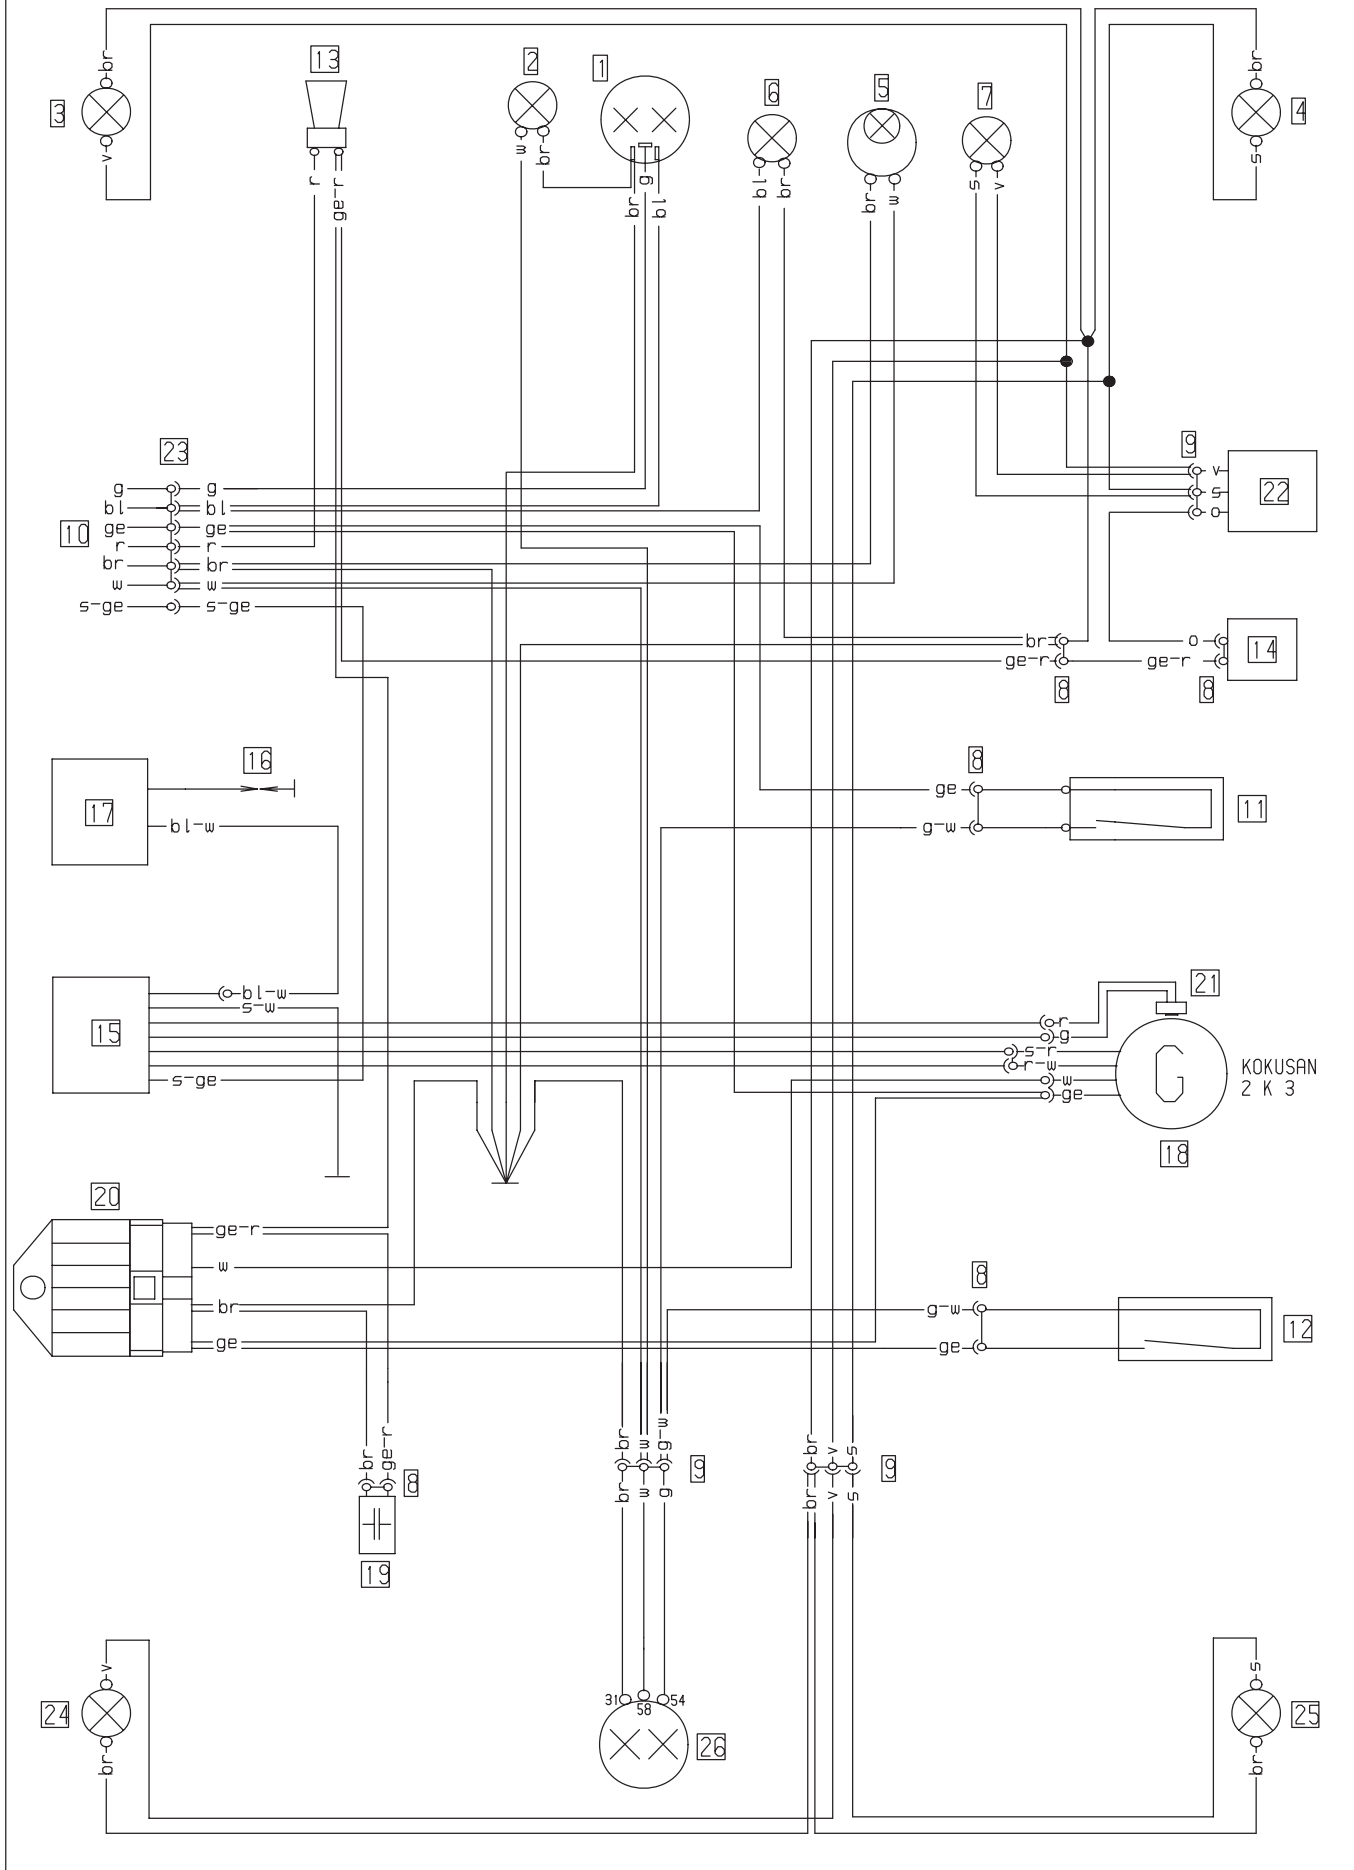 br
br
13
2
1
6
5
7
3
4
v
w
br
s
r
ge-r
br
g
bl
bl
br
br
w
s
v
23
9
g
g
v
bl
bl
s
22
10
ge
ge
o
r
r
br
br
w
w
s-ge
s-ge
br
o
14
ge-r
ge-r
8
8
16
8
17
ge
11
bl-w
g-w
21
bl-w
s-w
r
15
g
s-r
r-w
w
s-ge
ge
KOKUSAN
2 K 3
G
18
20
ge-r
w
8
br
g-w
12
ge
ge
br
ge-r
8
br
w
g-w
9
br
v
s
9
br
w
g
br
v
s
19
v
s
31
58
54
24
25
26
br
br